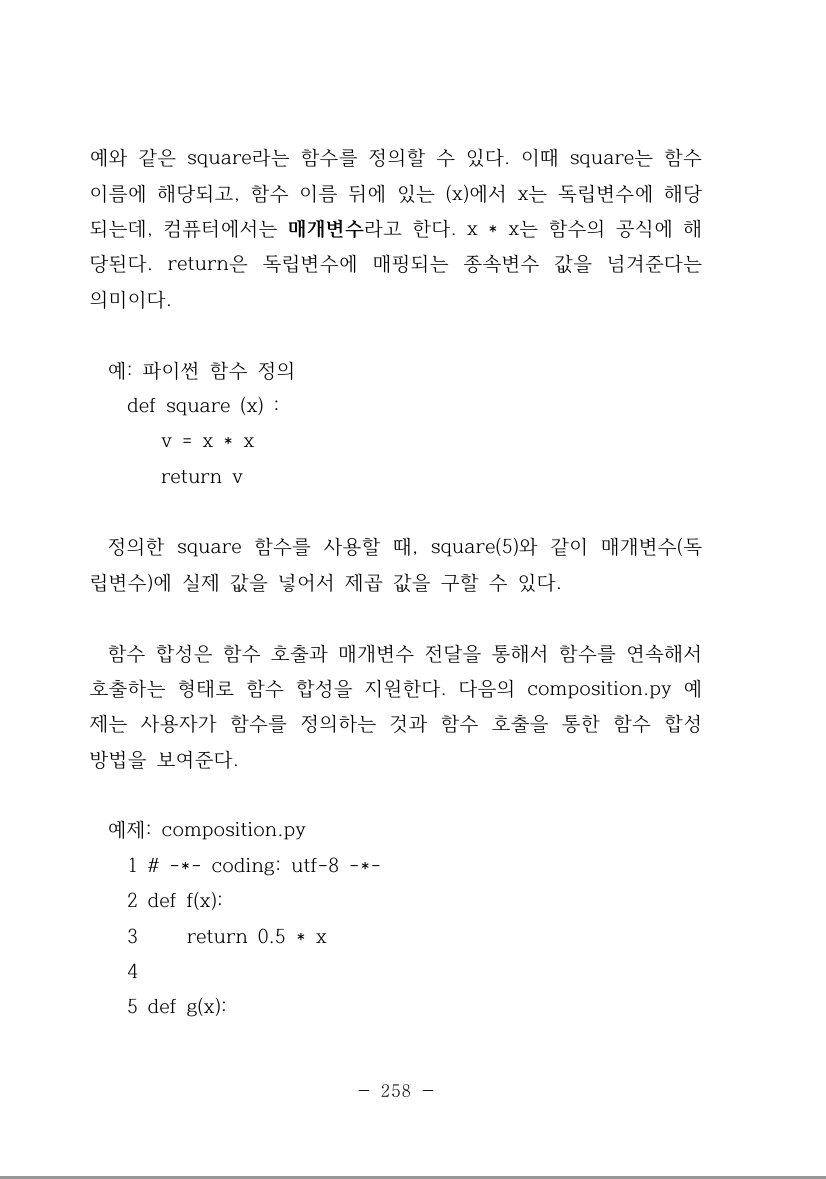 예와 같은 square라는 함수를 정의할 수 있다. 이때 square는 함수
이름에 해당되고, 함수 이름 뒤에 있는 (x)에서 x는 독립변수에 해당
되는데, 컴퓨터에서는 매개변수라고 한다. x * x는 함수의 공식에 해
당된다. return은 독립변수에 매핑되는 종속변수 값을 넘겨준다는
의미이다.
예: 파이썬 함수 정의
def square (x) :
v = x * x
return v
정의한 square 함수를 사용할 때, square(5)와 같이 매개변수(독
립변수)에 실제 값을 넣어서 제곱 값을 구할 수 있다.
함수 합성은 함수 호출과 매개변수 전달을 통해서 함수를 연속해서
호출하는 형태로 함수 합성을 지원한다. 다음의 composition.py 예
제는 사용자가 함수를 정의하는 것과 함수 호출을 통한 함수 합성
방법을 보여준다.
예제: composition.py
1 # -*- coding: utf-8 -*-
2 def f(x):
3     return 0.5 * x
4
5 def g(x):
- 258 -